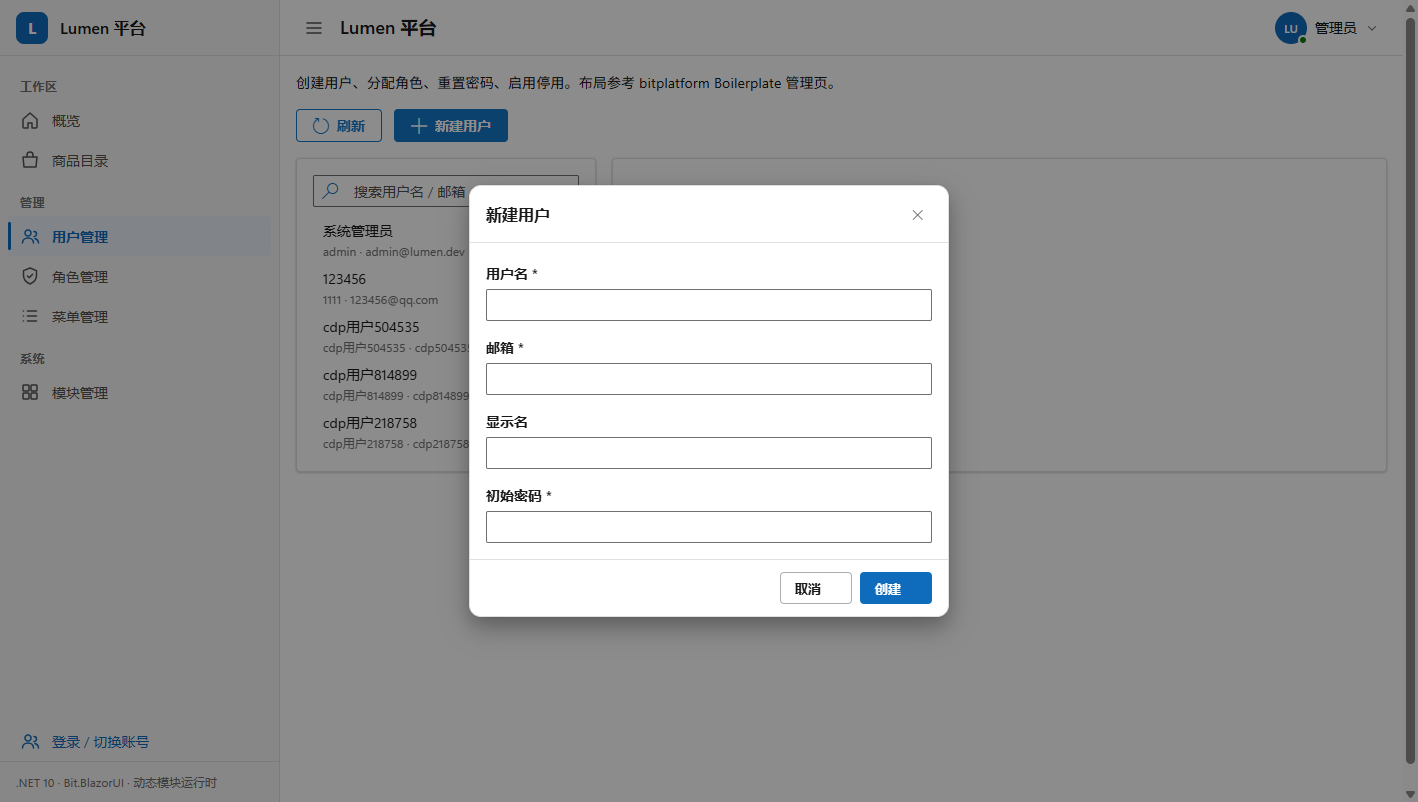 L Lumen 平台
工作区
概览
商品目录
管理
用户管理
角色管理
菜单管理
系统
模块管理
登录 / 切换账号
.NET 10 · Bit.BlazorUI · 动态模块运行时
Lumen 平台
LU 管理员
创建用户、分配角色、重置密码、启用停用。布局参考 bitplatform Boilerplate 管理页。
刷新 新建用户
搜索用户名 / 邮箱
系统管理员
admin · admin@lumen.dev
123456
1111 · 123456@qq.com
cdp用户504535
cdp用户504535 · cdp504535
cdp用户814899
cdp用户814899 · cdp814899
cdp用户218758
cdp用户218758 · cdp218758
新建用户
用户名 *
邮箱 *
显示名
初始密码 *
取消 创建